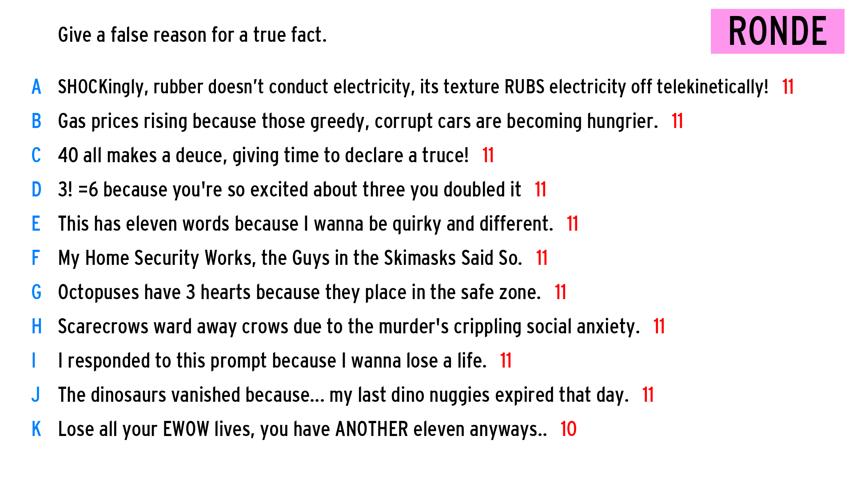 Give a false reason for a true fact.
RONDE
A SHOCKingly, rubber doesn't conduct electricity, its texture RUBS electricity off telekinetically! 11
B Gas prices rising because those greedy, corrupt cars are becoming hungrier. 11
C 40 all makes a deuce, giving time to declare a truce! 11
D 3! =6 because you're so excited about three you doubled it 11
E This has eleven words because I wanna be quirky and different. 11
F My Home Security Works, the Guys in the Skimasks Said So. 11
G Octopuses have 3 hearts because they place in the safe zone. 11
H Scarecrows ward away crows due to the murder's crippling social anxiety. 11
I I responded to this prompt because I wanna lose a life. 11
J The dinosaurs vanished because... my last dino nuggies expired that day. 11
K Lose all your EWOW lives, you have ANOTHER eleven anyways.. 10